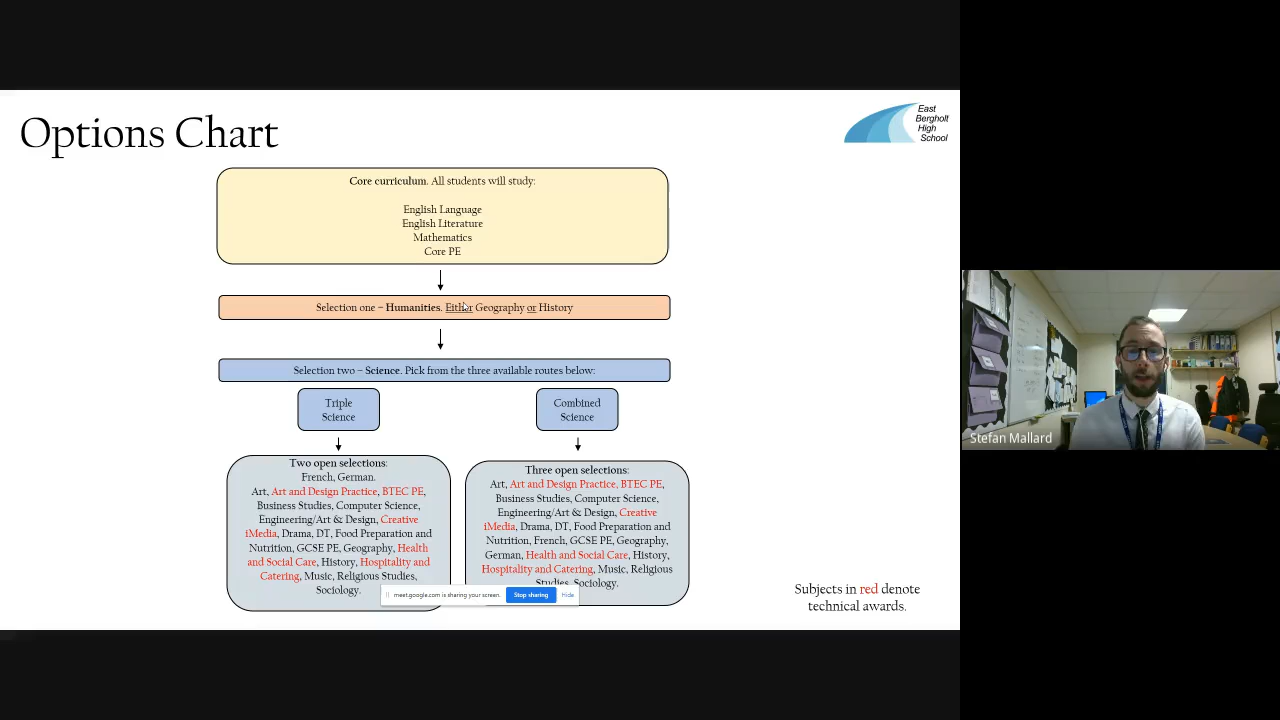 Options Chart
East
Bergholt
High
School
Core curriculum. All students will study:
English Language
English Literature
Mathematics
Core PE
Selection one – Humanities. Either Geography or History
Selection two – Science. Pick from the three available routes below:
Triple
Science
Combined
Science
Two open selections:
French, German.
Art, Art and Design Practice, BTEC PE,
Business Studies, Computer Science,
Engineering/Art & Design, Creative
iMedia, Drama, DT, Food Preparation and
Nutrition, GCSE PE, Geography, Health
and Social Care, History, Hospitality and
Catering, Music, Religious Studies,
Sociology.
Three open selections:
Art, Art and Design Practice, BTEC PE,
Business Studies, Computer Science,
Engineering/Art & Design, Creative
iMedia, Drama, DT, Food Preparation and
Nutrition, French, GCSE PE, Geography,
German, Health and Social Care, History,
Hospitality and Catering, Music, Religious
Studies, Sociology.
meet.google.com is sharing your screen.
Stop sharing
Hide
Subjects in red denote
technical awards.
Stefan Mallard